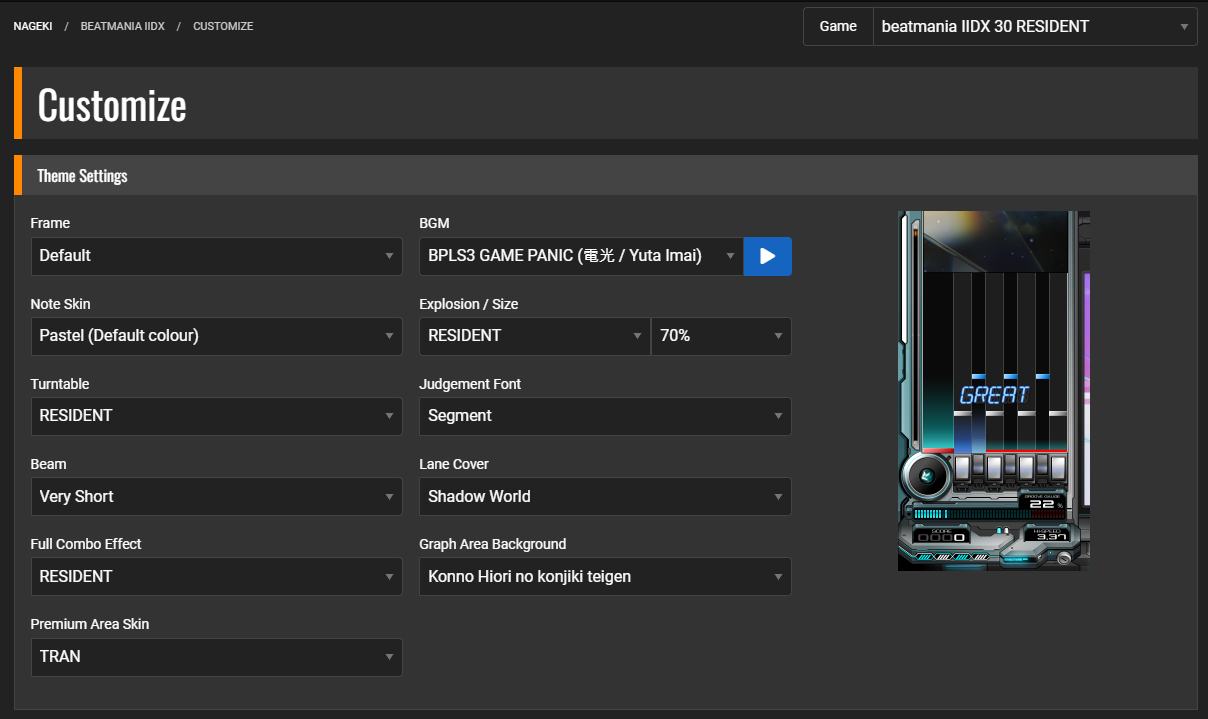 NAGEKI / BEATMANIA IIDX / CUSTOMIZE
Game beatmania IIDX 30 RESIDENT
Customize
Theme Settings
Frame
Default
BGM
BPLS3 GAME PANIC (電光 / Yuta Imai)
Note Skin
Pastel (Default colour)
Explosion / Size
RESIDENT 70%
Turntable
RESIDENT
Judgement Font
Segment
Beam
Very Short
Lane Cover
Shadow World
Full Combo Effect
RESIDENT
Graph Area Background
Konno Hiori no konjiki teigen
Premium Area Skin
TRAN
GREAT
GROOVE GAUGE
22 %
SCORE
0000
HI-SPEED
3.37